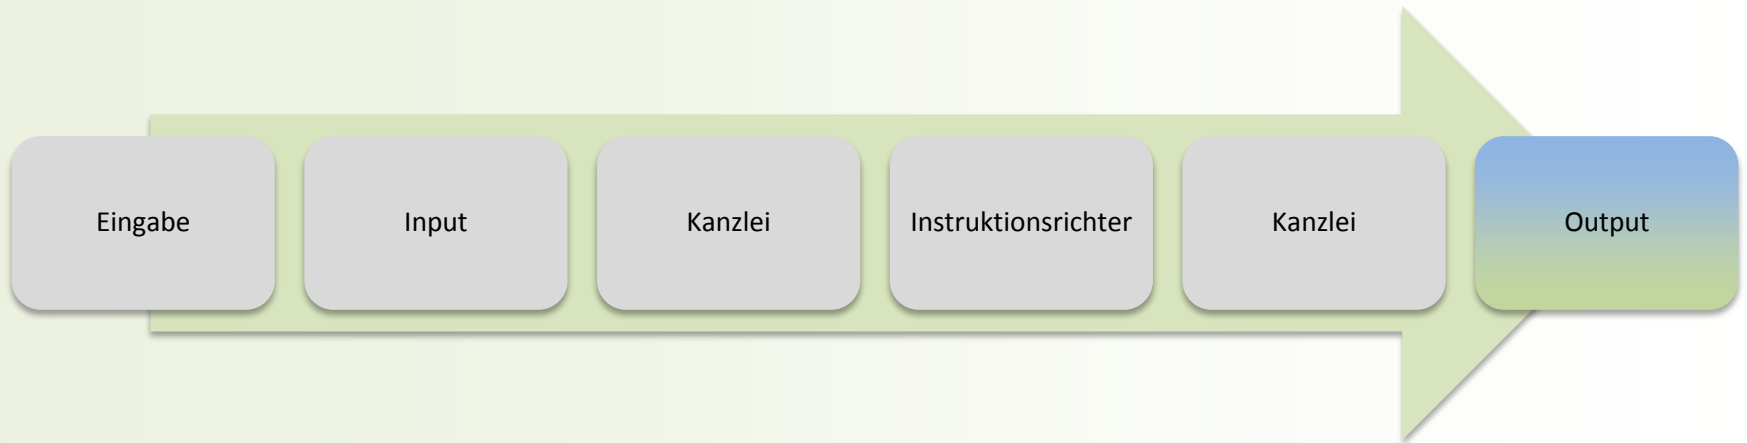 Eingabe
Input
Kanzlei
Instruktionsrichter
Kanzlei
Output